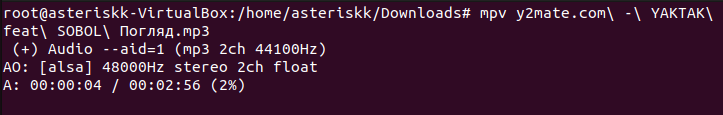 root@asteriskk-VirtualBox:/home/asteriskk/Downloads# mpv y2mate.com\ -\ YAKTAK\
feat\ SOBOL\ Погляд.mp3
 (+) Audio --aid=1 (mp3 2ch 44100Hz)
AO: [alsa] 48000Hz stereo 2ch float
A: 00:00:04 / 00:02:56 (2%)